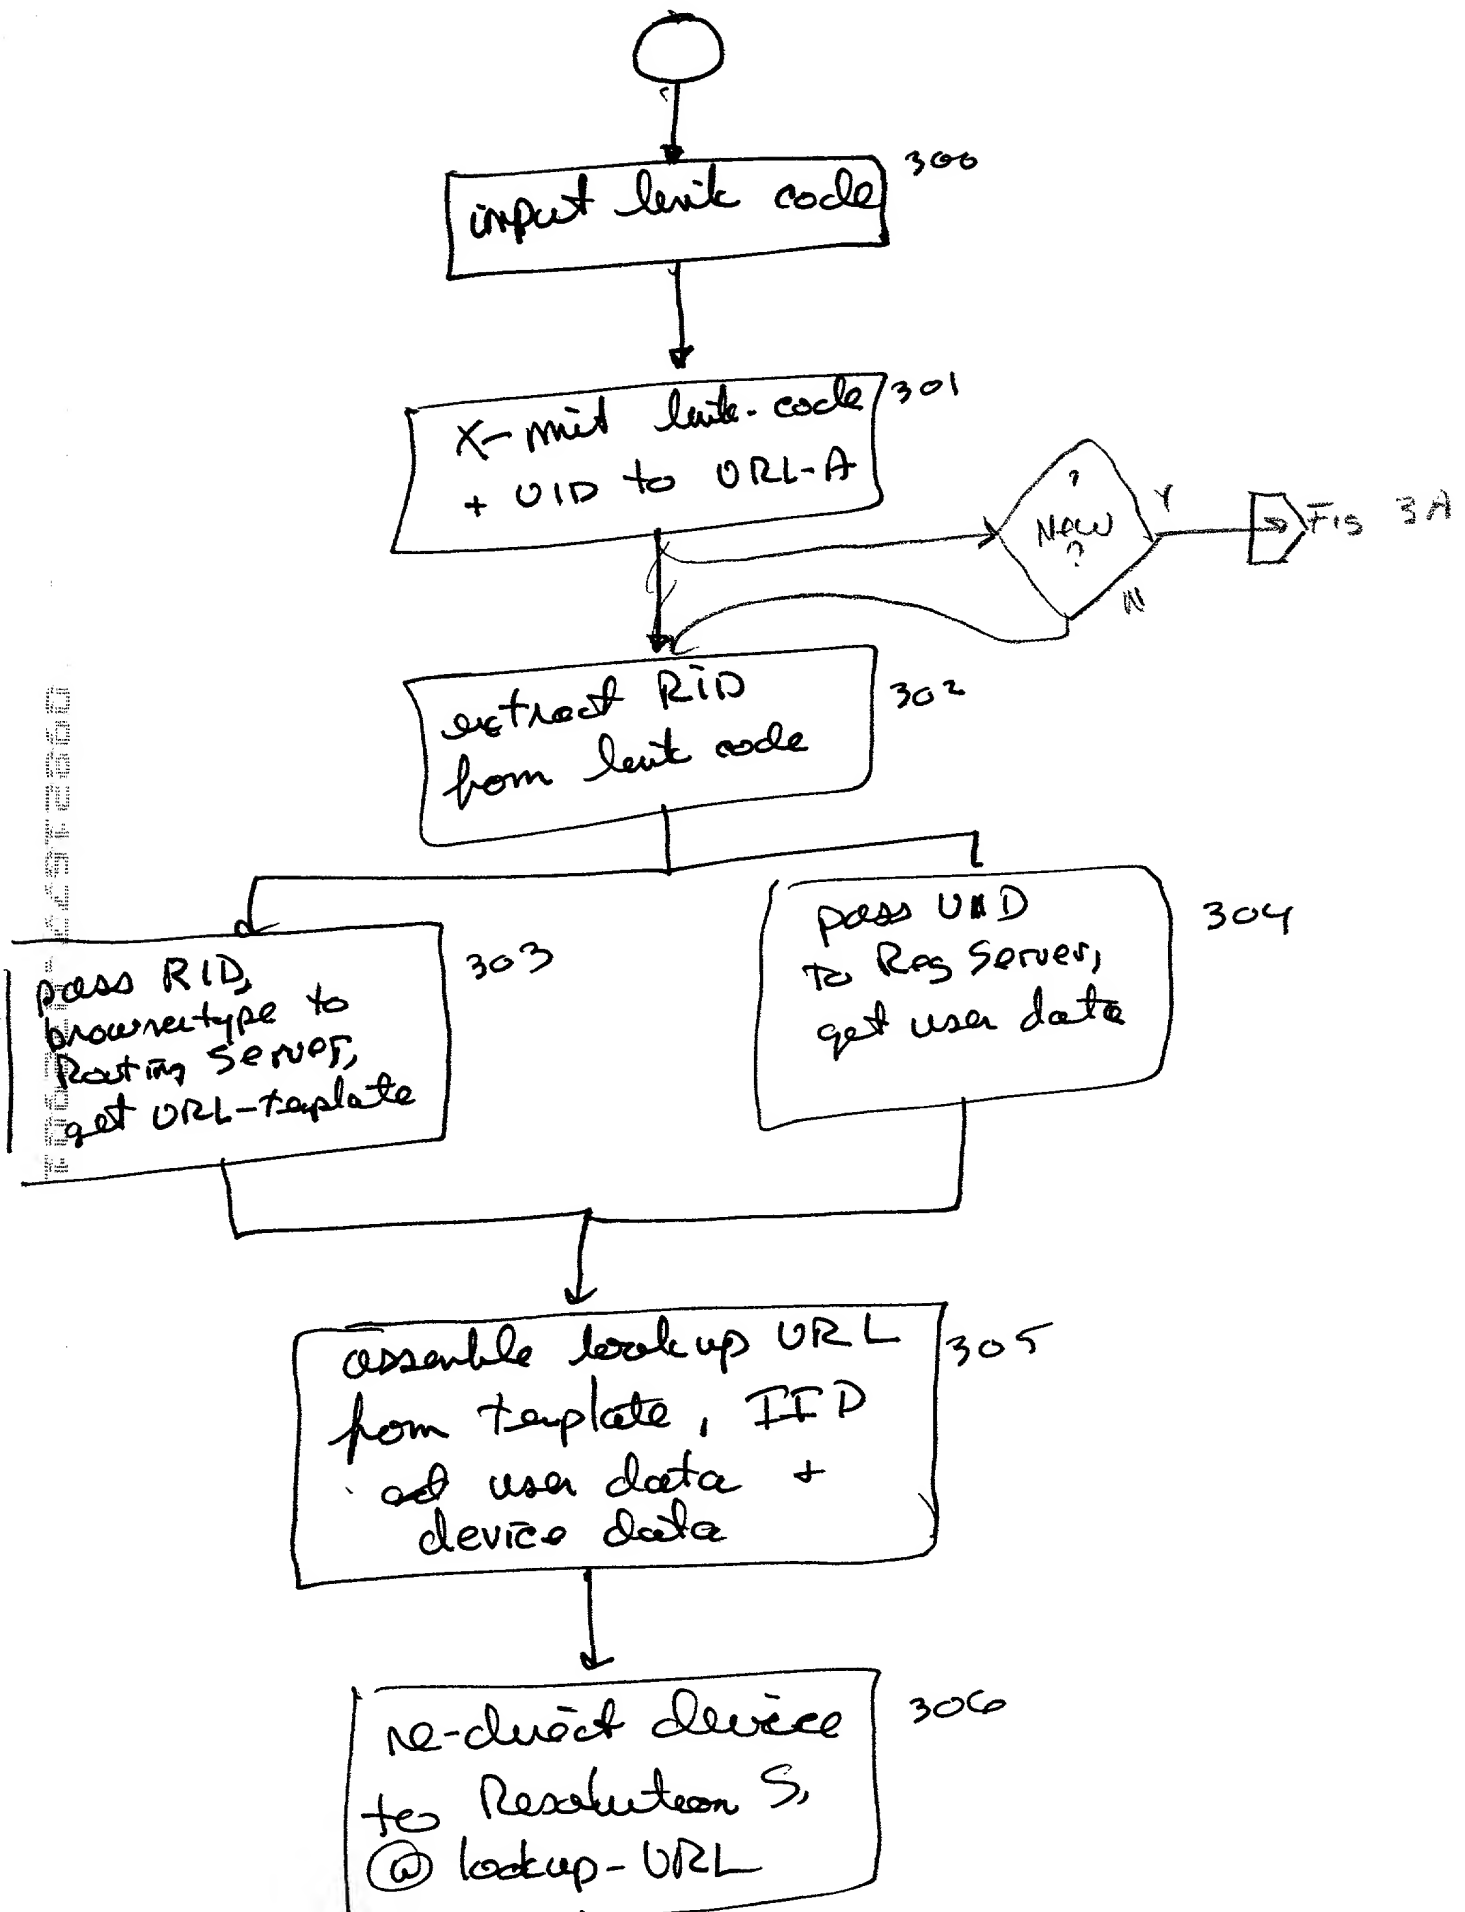 300
input link code
301
X-mit link-code
+ UID to URL-A
?
New
?
Y
Fig 3A
N
302
extract RID
from link code
303
pass RID,
browser type to
Routing Server,
get URL-template
304
pass UID
to Reg Server,
get user data
305
assemble lookup URL
from template, IID
and user data +
device data
306
re-direct device
to Resolution S,
@ lookup-URL